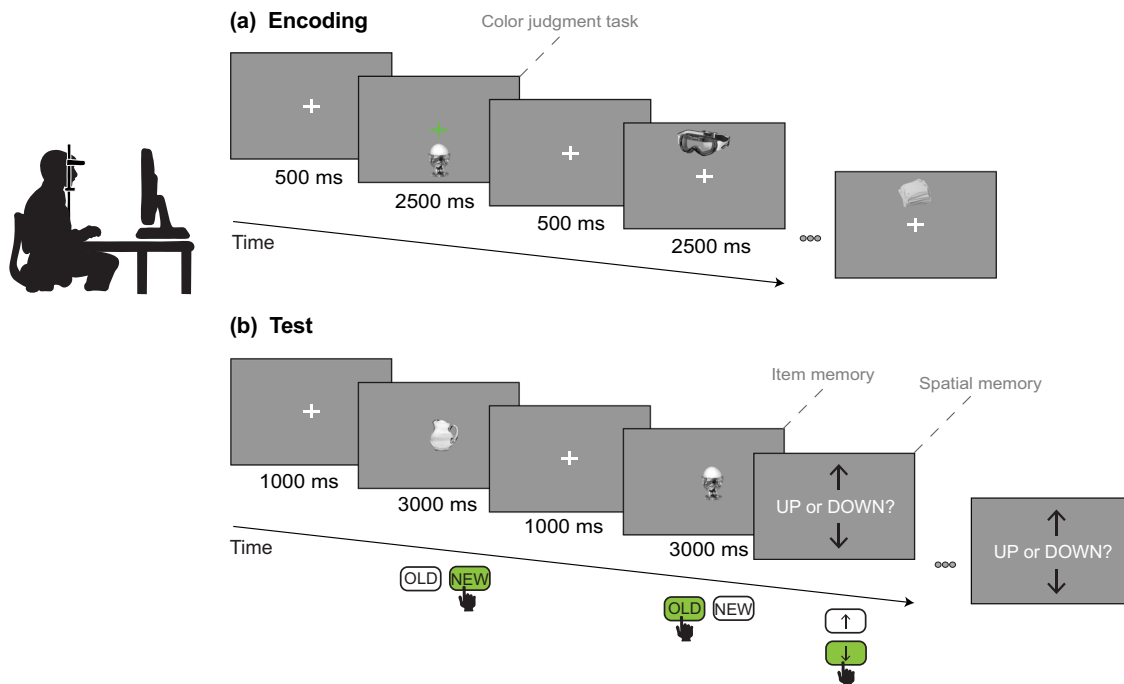 (a) Encoding
Color judgment task
500 ms
2500 ms
500 ms
2500 ms
Time
(b) Test
Item memory
Spatial memory
1000 ms
3000 ms
1000 ms
3000 ms
↑
UP or DOWN?
↓
↑
UP or DOWN?
↓
Time
OLD NEW
OLD NEW
↑
↓